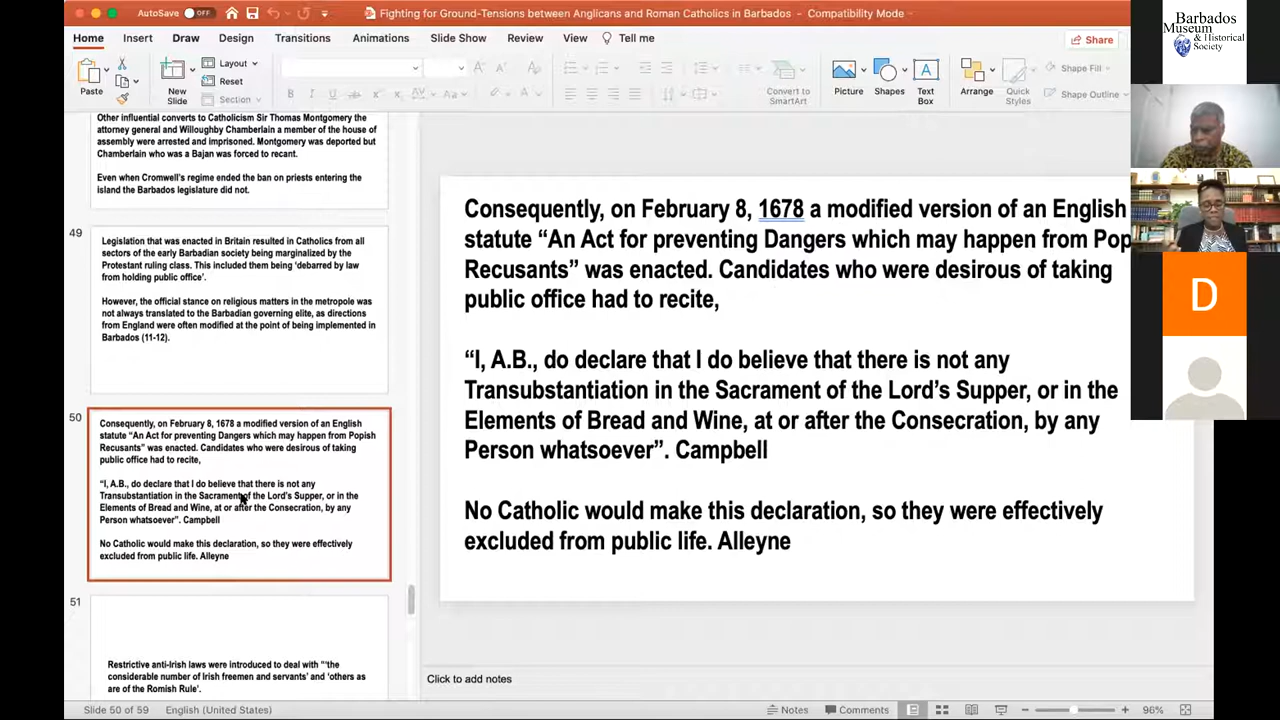 AutoSave OFF
Fighting for Ground-Tensions between Anglicans and Roman Catholics in Barbados - Compatibility Mode
Home Insert Draw Design Transitions Animations Slide Show Review View Tell me
Share
Paste
New
Slide
Layout
Reset
Section
Convert to
SmartArt
Picture
Shapes
Text
Box
Arrange
Quick
Styles
Shape Fill
Shape Outline
Barbados
Museum
& Historical
Society
D
Other influential converts to Catholicism Sir Thomas Montgomery the
attorney general and Willoughby Chamberlain a member of the house of
assembly were arrested and imprisoned. Montgomery was deported but
Chamberlain who was a Bajan was forced to recant.
Even when Cromwell's regime ended the ban on priests entering the
island the Barbados legislature did not.
49
Legislation that was enacted in Britain resulted in Catholics from all
sectors of the early Barbadian society being marginalized by the
Protestant ruling class. This included them being 'debarred by law
from holding public office'.
However, the official stance on religious matters in the metropole was
not always translated to the Barbadian governing elite, as directions
from England were often modified at the point of being implemented in
Barbados (11-12).
50
Consequently, on February 8, 1678 a modified version of an English
statute "An Act for preventing Dangers which may happen from Popish
Recusants" was enacted. Candidates who were desirous of taking
public office had to recite,
"I, A.B., do declare that I do believe that there is not any
Transubstantiation in the Sacrament of the Lord's Supper, or in the
Elements of Bread and Wine, at or after the Consecration, by any
Person whatsoever". Campbell
No Catholic would make this declaration, so they were effectively
excluded from public life. Alleyne
51
Restrictive anti-Irish laws were introduced to deal with "'the
considerable number of Irish freemen and servants' and 'others as
are of the Romish Rule'.
Consequently, on February 8, 1678 a modified version of an English
statute "An Act for preventing Dangers which may happen from Pop
Recusants" was enacted. Candidates who were desirous of taking
public office had to recite,
"I, A.B., do declare that I do believe that there is not any
Transubstantiation in the Sacrament of the Lord's Supper, or in the
Elements of Bread and Wine, at or after the Consecration, by any
Person whatsoever". Campbell
No Catholic would make this declaration, so they were effectively
excluded from public life. Alleyne
Click to add notes
Slide 50 of 59 English (United States) Notes Comments 96%